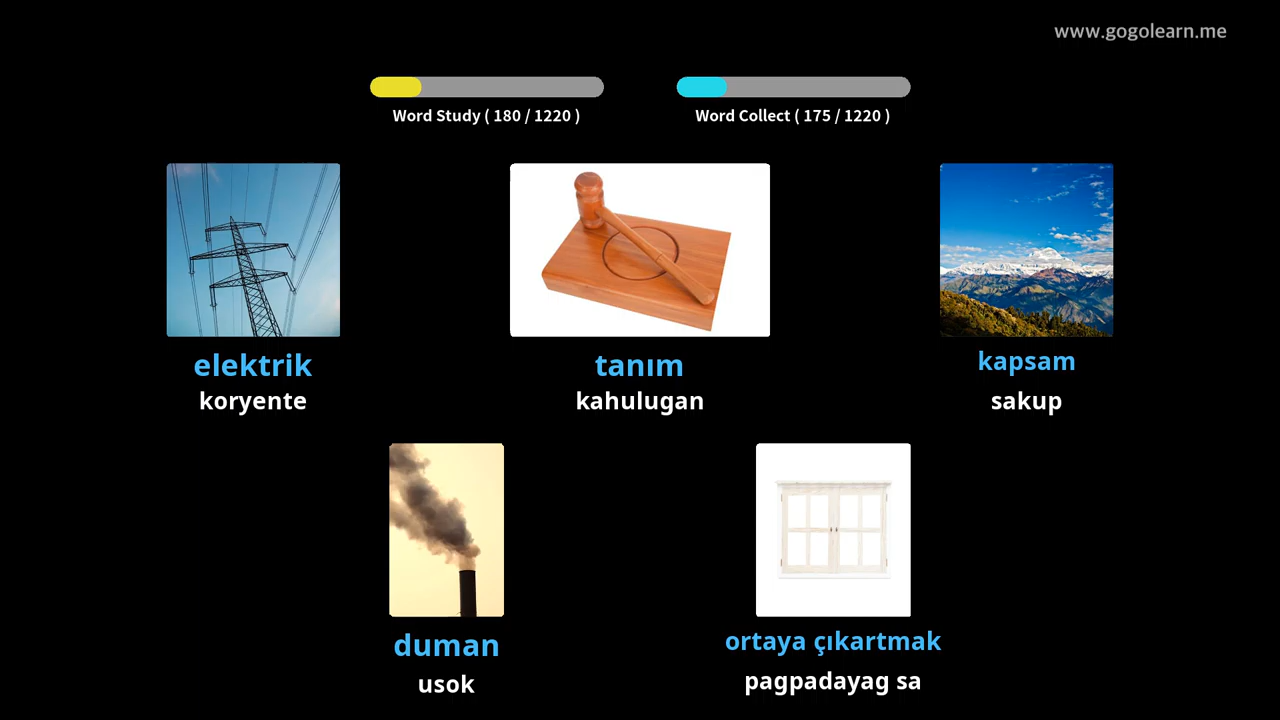 www.gogolearn.me
Word Study ( 180 / 1220 )
Word Collect ( 175 / 1220 )
elektrik
koryente
tanım
kahulugan
kapsam
sakup
duman
usok
ortaya çıkartmak
pagpadayag sa